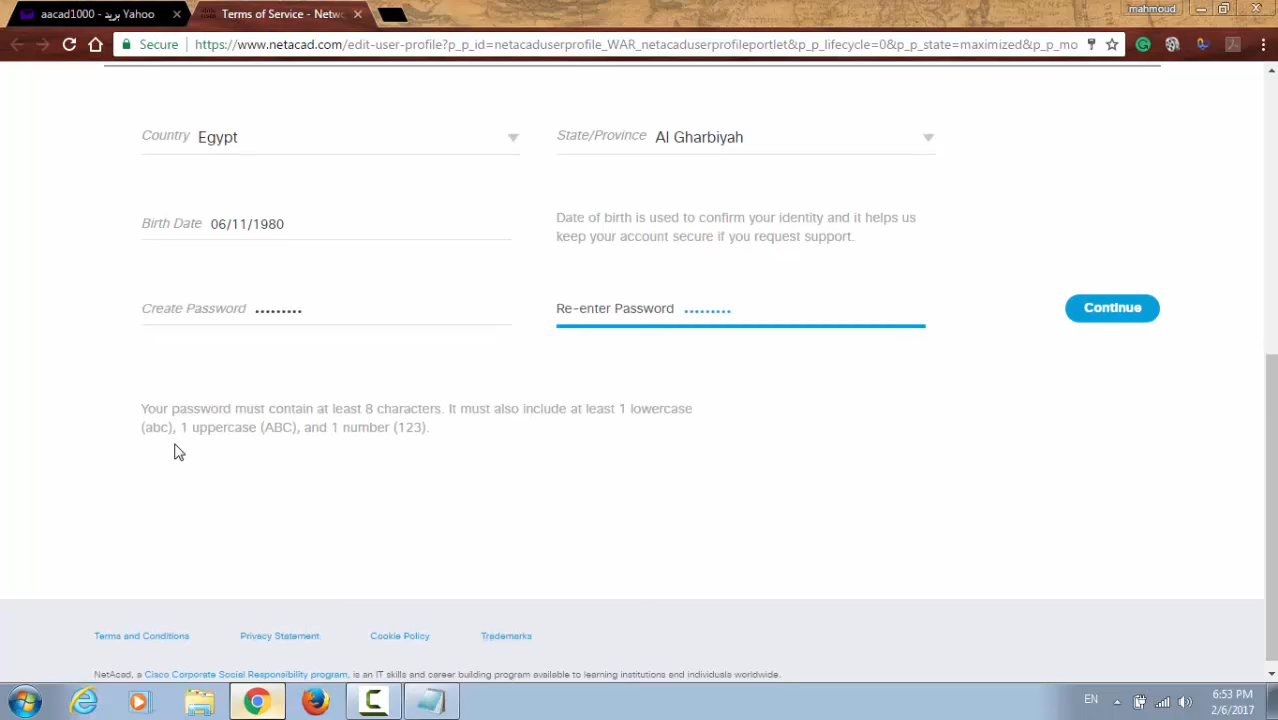 aacad1000 - بريد Yahoo
Terms of Service - Netwo
mahmoud
Secure
https://www.netacad.com/edit-user-profile?p_p_id=netacaduserprofile_WAR_netacaduserprofileportlet&p_p_lifecycle=0&p_p_state=maximized&p_p_mo
Country Egypt
State/Province Al Gharbiyah
Birth Date 06/11/1980
Date of birth is used to confirm your identity and it helps us
keep your account secure if you request support.
Create Password •••••••••
Re-enter Password •••••••••
Continue
Your password must contain at least 8 characters. It must also include at least 1 lowercase
(abc), 1 uppercase (ABC), and 1 number (123).
Terms and Conditions
Privacy Statement
Cookie Policy
Trademarks
NetAcad, a Cisco Corporate Social Responsibility program, is an IT skills and career building program available to learning institutions and individuals worldwide.
EN
6:53 PM
2/6/2017